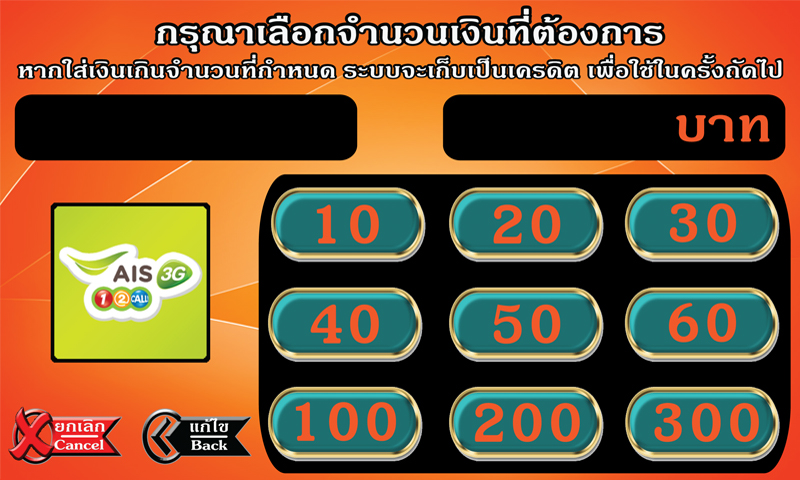 กรุณาเลือกจำนวนเงินที่ต้องการ
หากใส่เงินเกินจำนวนที่กำหนด ระบบจะเก็บเป็นเครดิต เพื่อใช้ในครั้งถัดไป
บาท
10 20 30
AIS 3G
1 2 CALL
40 50 60
100 200 300
ยกเลิก
Cancel
แก้ไข
Back